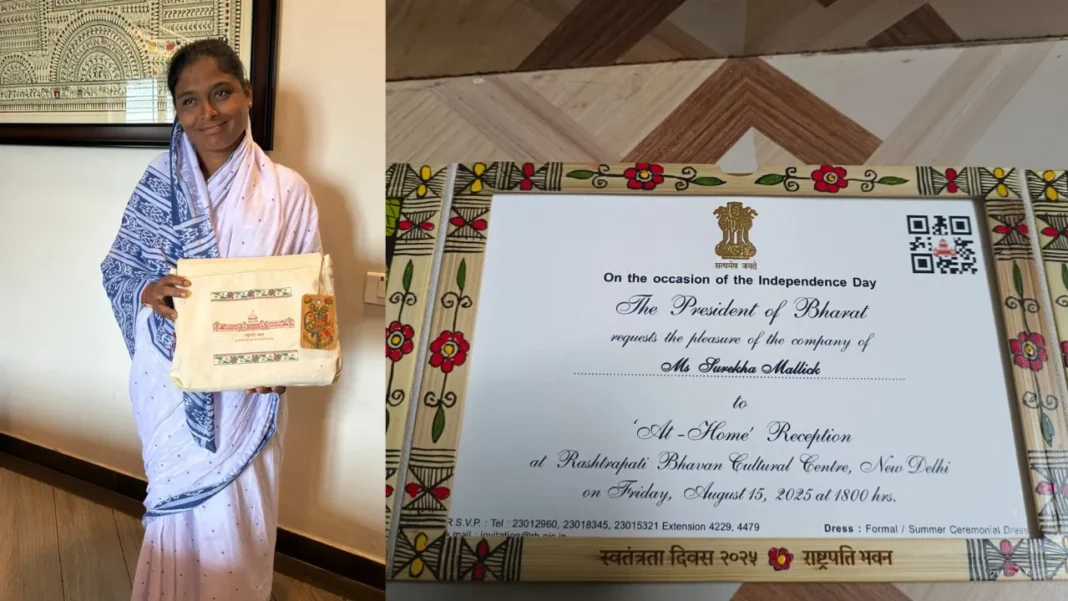 सत्यमेव जयते
On the occasion of the Independence Day
The President of Bharat
requests the pleasure of the company of
Ms Surekha Mallick
to
'At-Home' Reception
at Rashtrapati Bhavan Cultural Centre, New Delhi
on Friday, August 15, 2025 at 1800 hrs.
R.S.V.P. : Tel : 23012960, 23018345, 23015321 Extension 4229, 4479
Dress : Formal / Summer Ceremonial Dress
स्वतंत्रता दिवस २०२५ राष्ट्रपति भवन